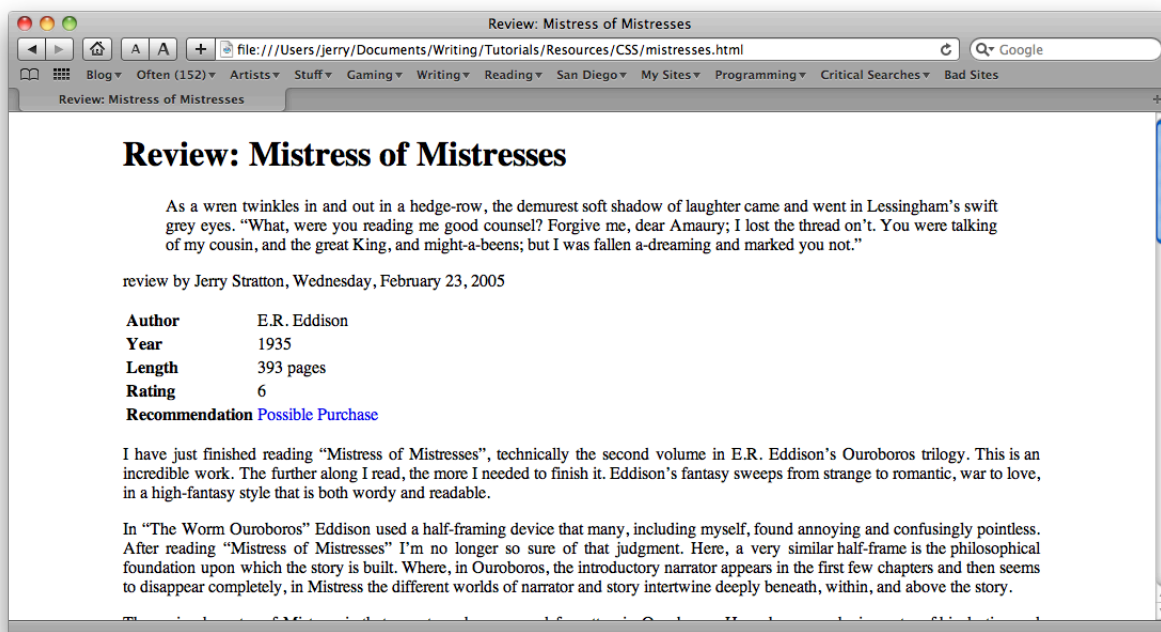 Review: Mistress of Mistresses
A A + file:///Users/jerry/Documents/Writing/Tutorials/Resources/CSS/mistresses.html Google
Blog Often (152) Artists Stuff Gaming Writing Reading San Diego My Sites Programming Critical Searches Bad Sites
Review: Mistress of Mistresses
Review: Mistress of Mistresses
As a wren twinkles in and out in a hedge-row, the demurest soft shadow of laughter came and went in Lessingham’s swift
grey eyes. “What, were you reading me good counsel? Forgive me, dear Amaury; I lost the thread on’t. You were talking
of my cousin, and the great King, and might-a-beens; but I was fallen a-dreaming and marked you not.”
review by Jerry Stratton, Wednesday, February 23, 2005
Author E.R. Eddison
Year 1935
Length 393 pages
Rating 6
Recommendation Possible Purchase
I have just finished reading “Mistress of Mistresses”, technically the second volume in E.R. Eddison’s Ouroboros trilogy. This is an
incredible work. The further along I read, the more I needed to finish it. Eddison’s fantasy sweeps from strange to romantic, war to love,
in a high-fantasy style that is both wordy and readable.
In “The Worm Ouroboros” Eddison used a half-framing device that many, including myself, found annoying and confusingly pointless.
After reading “Mistress of Mistresses” I’m no longer so sure of that judgment. Here, a very similar half-frame is the philosophical
foundation upon which the story is built. Where, in Ouroboros, the introductory narrator appears in the first few chapters and then seems
to disappear completely, in Mistress the different worlds of narrator and story intertwine deeply beneath, within, and above the story.